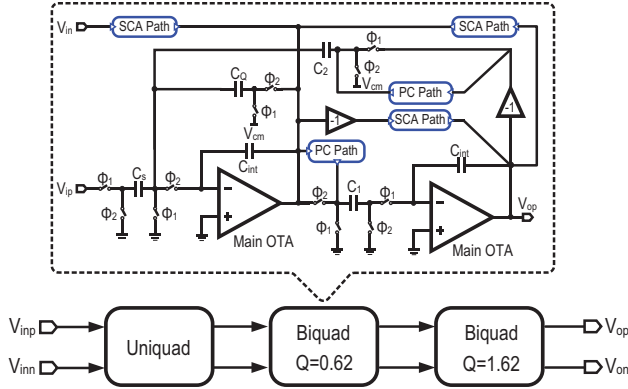 Vin SCA Path SCA Path
Φ1
C2 Φ2
Vcm PC Path
CQ Φ2
Φ1
-1 SCA Path -1
Vcm
Cint PC Path Cint
Vip Φ1 Cs Φ2
Φ2 Φ1
Φ2 C1 Φ1
Φ1 Φ2
- +
- +
Main OTA Main OTA
Vop
Vinp Vinn
Uniquad
Biquad
Q=0.62
Biquad
Q=1.62
Vop
Von